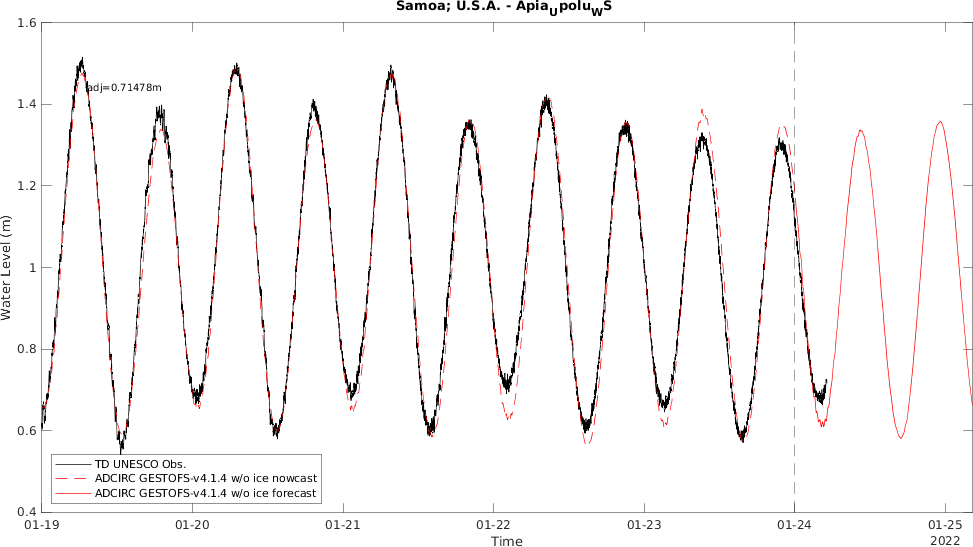 Samoa; U.S.A. - Apia_Upolu_WS
1.6
1.4
1.2
1
0.8
0.6
0.4
Water Level (m)
adj=0.71478m
TD UNESCO Obs.
ADCIRC GESTOFS-v4.1.4 w/o ice nowcast
ADCIRC GESTOFS-v4.1.4 w/o ice forecast
01-19
01-20
01-21
01-22
01-23
01-24
01-25
Time
2022